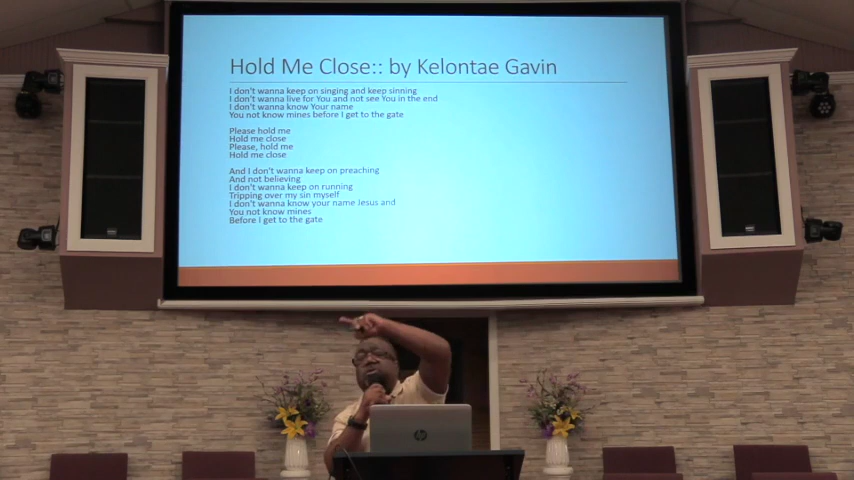 Hold Me Close:: by Kelontae Gavin
I don't wanna keep on singing and keep sinning
I don't wanna live for You and not see You in the end
I don't wanna know Your name
You not know mines before I get to the gate
Please hold me
Hold me close
Please, hold me
Hold me close
And I don't wanna keep on preaching
And not believing
I don't wanna keep on running
Tripping over my sin myself
I don't wanna know your name Jesus and
You not know mines
Before I get to the gate
hp